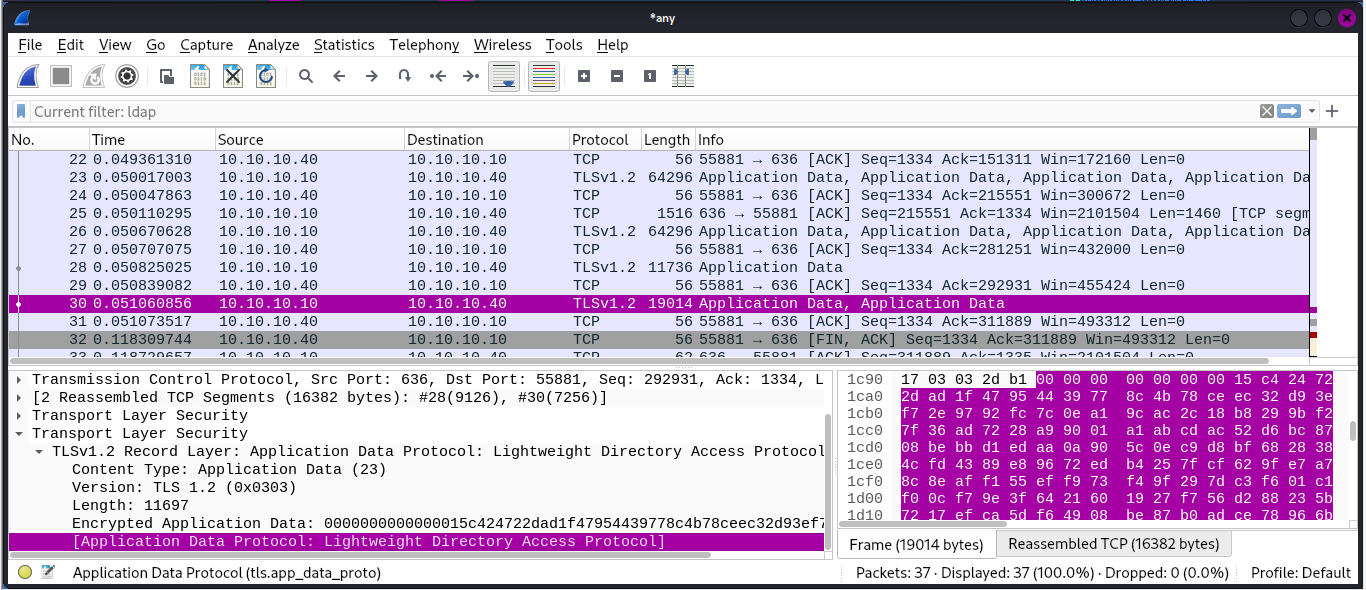 *any
File Edit View Go Capture Analyze Statistics Telephony Wireless Tools Help
Current filter: ldap
No. Time Source Destination Protocol Length Info
22 0.049361310 10.10.10.40 10.10.10.10 TCP 56 55881 → 636 [ACK] Seq=1334 Ack=151311 Win=172160 Len=0
23 0.050017003 10.10.10.10 10.10.10.40 TLSv1.2 64296 Application Data, Application Data, Application Data, Application Da
24 0.050047863 10.10.10.40 10.10.10.10 TCP 56 55881 → 636 [ACK] Seq=1334 Ack=215551 Win=300672 Len=0
25 0.050110295 10.10.10.10 10.10.10.40 TCP 1516 636 → 55881 [ACK] Seq=215551 Ack=1334 Win=2101504 Len=1460 [TCP segm
26 0.050670628 10.10.10.10 10.10.10.40 TLSv1.2 64296 Application Data, Application Data, Application Data, Application Da
27 0.050707075 10.10.10.40 10.10.10.10 TCP 56 55881 → 636 [ACK] Seq=1334 Ack=281251 Win=432000 Len=0
28 0.050825025 10.10.10.10 10.10.10.40 TLSv1.2 11736 Application Data
29 0.050839082 10.10.10.40 10.10.10.10 TCP 56 55881 → 636 [ACK] Seq=1334 Ack=292931 Win=455424 Len=0
30 0.051060856 10.10.10.10 10.10.10.40 TLSv1.2 19014 Application Data, Application Data
31 0.051073517 10.10.10.40 10.10.10.10 TCP 56 55881 → 636 [ACK] Seq=1334 Ack=311889 Win=493312 Len=0
32 0.118309744 10.10.10.40 10.10.10.10 TCP 56 55881 → 636 [FIN, ACK] Seq=1334 Ack=311889 Win=493312 Len=0
33 0.118729657 10.10.10.10 10.10.10.40 TCP 62 636 → 55881 [ACK] Seq=311889 Ack=1335 Win=2101504 Len=0
Transmission Control Protocol, Src Port: 636, Dst Port: 55881, Seq: 292931, Ack: 1334, L
[2 Reassembled TCP Segments (16382 bytes): #28(9126), #30(7256)]
Transport Layer Security
Transport Layer Security
TLSv1.2 Record Layer: Application Data Protocol: Lightweight Directory Access Protocol
Content Type: Application Data (23)
Version: TLS 1.2 (0x0303)
Length: 11697
Encrypted Application Data: 0000000000000015c424722dad1f47954439778c4b78ceec32d93ef7
[Application Data Protocol: Lightweight Directory Access Protocol]
1c90 17 03 03 2d b1 00 00 00 00 00 00 00 15 c4 24 72
1ca0 2d ad 1f 47 95 44 39 77 8c 4b 78 ce ec 32 d9 3e
1cb0 f7 2e 97 92 fc 7c 0e a1 9c ac 2c 18 b8 29 9b f2
1cc0 7f 36 ad 72 28 a9 90 01 a1 ab cd ac 52 d6 bc 87
1cd0 08 be bb d1 ed aa 0a 90 5c 0e c9 d8 bf 68 28 38
1ce0 4c fd 43 89 e8 96 72 ed b4 25 7f cf 62 9f e7 a7
1cf0 8c 8e af f1 55 ef f9 73 f4 9f 29 7d c3 f6 01 c1
1d00 f0 0c f7 9e 3f 64 21 60 19 27 f7 56 d2 88 23 5b
1d10 72 17 ef ca 5d f6 49 08 be 87 b0 ad ce 78 96 6b
Frame (19014 bytes) Reassembled TCP (16382 bytes)
Application Data Protocol (tls.app_data_proto) Packets: 37 · Displayed: 37 (100.0%) · Dropped: 0 (0.0%) Profile: Default